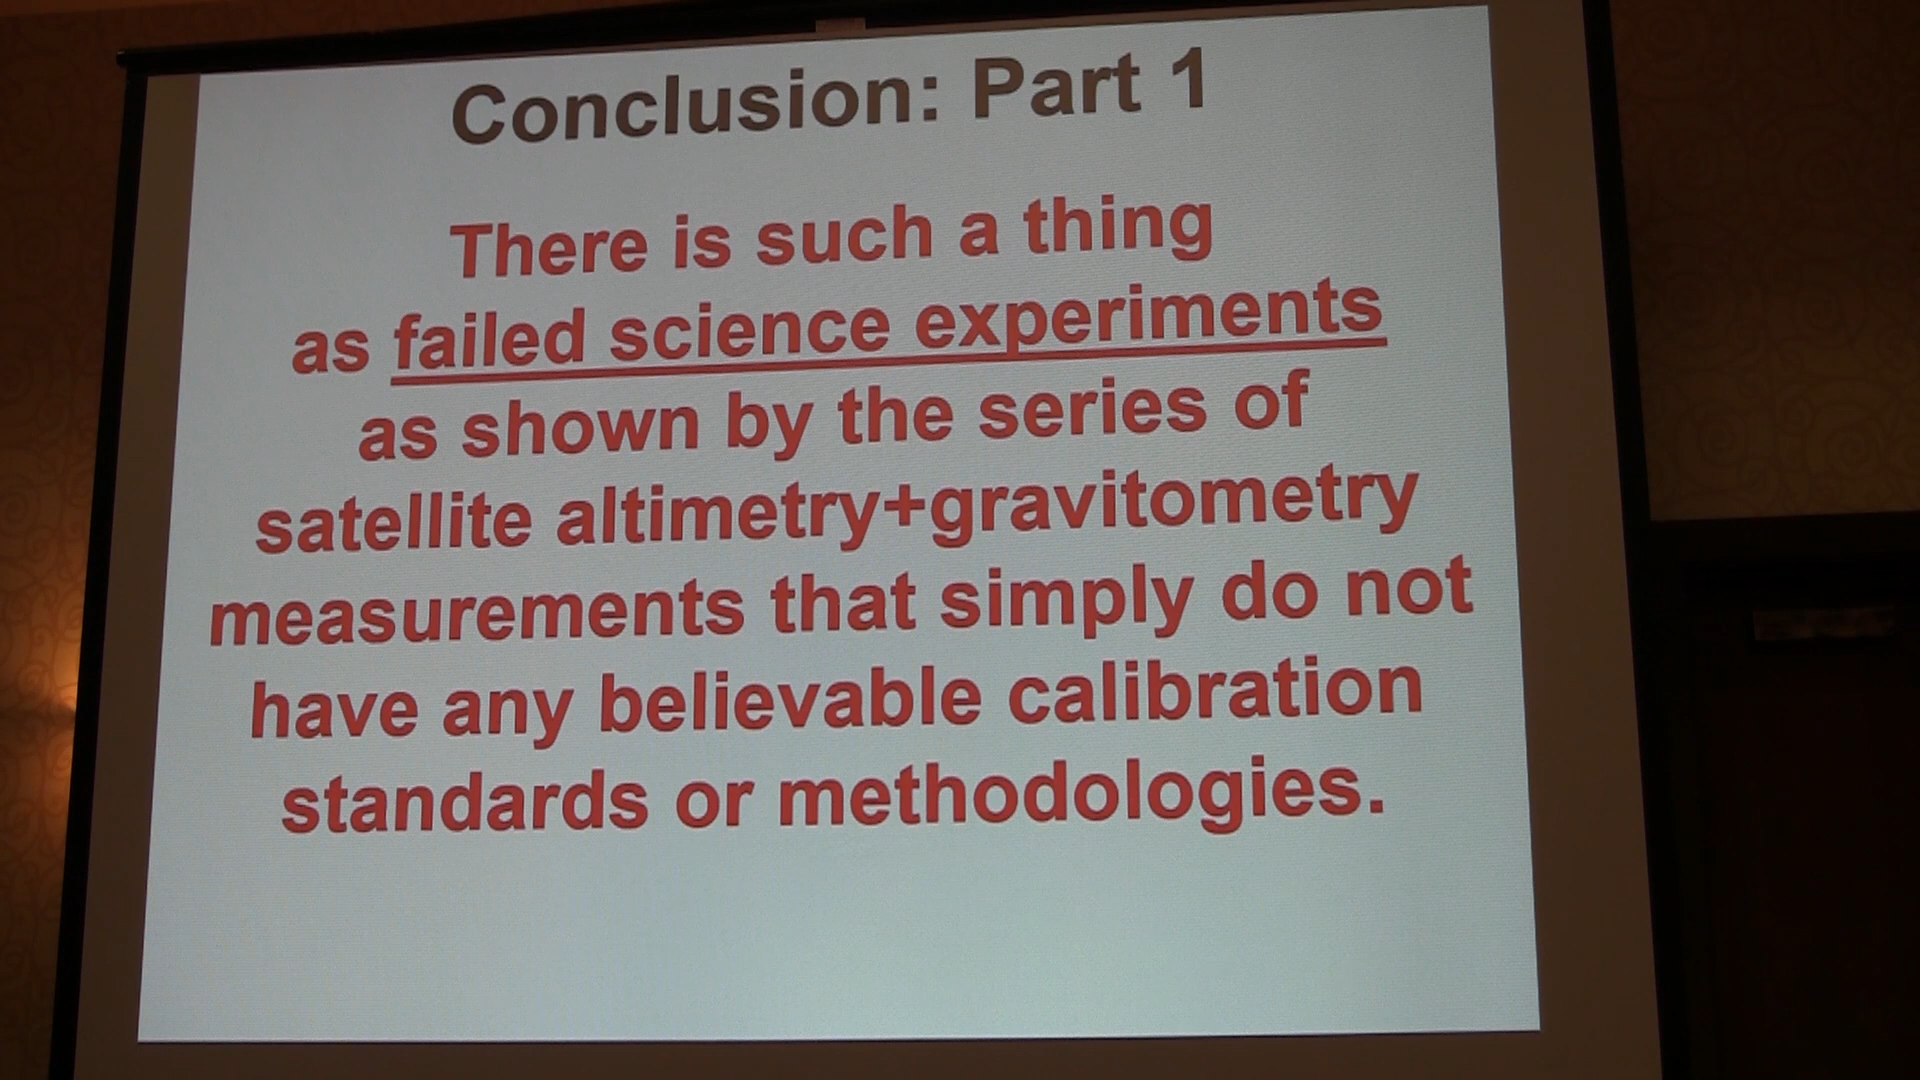 Conclusion: Part 1
There is such a thing
as failed science experiments
as shown by the series of
satellite altimetry+gravitometry
measurements that simply do not
have any believable calibration
standards or methodologies.